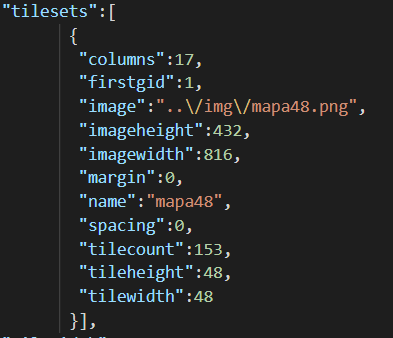 "tilesets":[
{
"columns":17,
"firstgid":1,
"image":"..\/img\/mapa48.png",
"imageheight":432,
"imagewidth":816,
"margin":0,
"name":"mapa48",
"spacing":0,
"tilecount":153,
"tileheight":48,
"tilewidth":48
}],